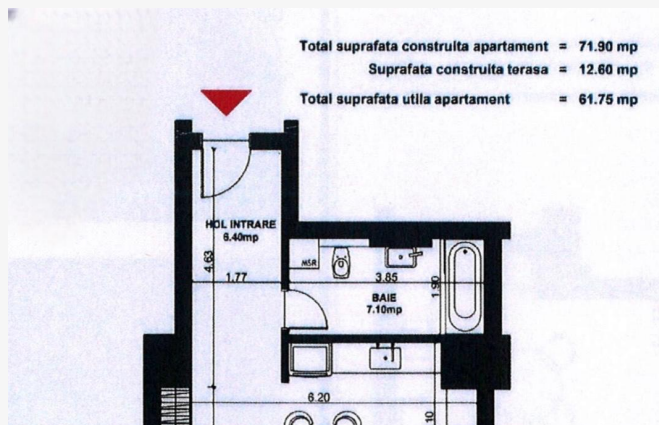 Total suprafata construita apartament = 71.90 mp
Suprafata construita terasa = 12.60 mp
Total suprafata utila apartament = 61.75 mp
HOL INTRARE
6.40mp
4.63
1.77
MSR
3.85
1.90
BAIE
7.10mp
6.20